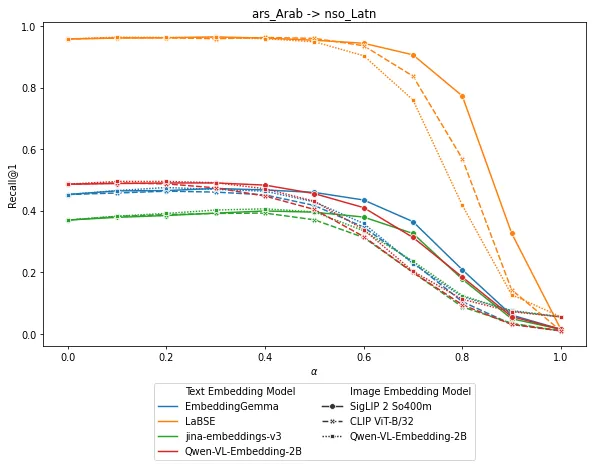 ars_Arab -> nso_Latn
1.0
0.8
0.6
0.4
0.2
0.0
Recall@1
0.0 0.2 0.4 0.6 0.8 1.0
α
Text Embedding Model Image Embedding Model
EmbeddingGemma SigLIP 2 So400m
LaBSE CLIP ViT-B/32
jina-embeddings-v3 Qwen-VL-Embedding-2B
Qwen-VL-Embedding-2B